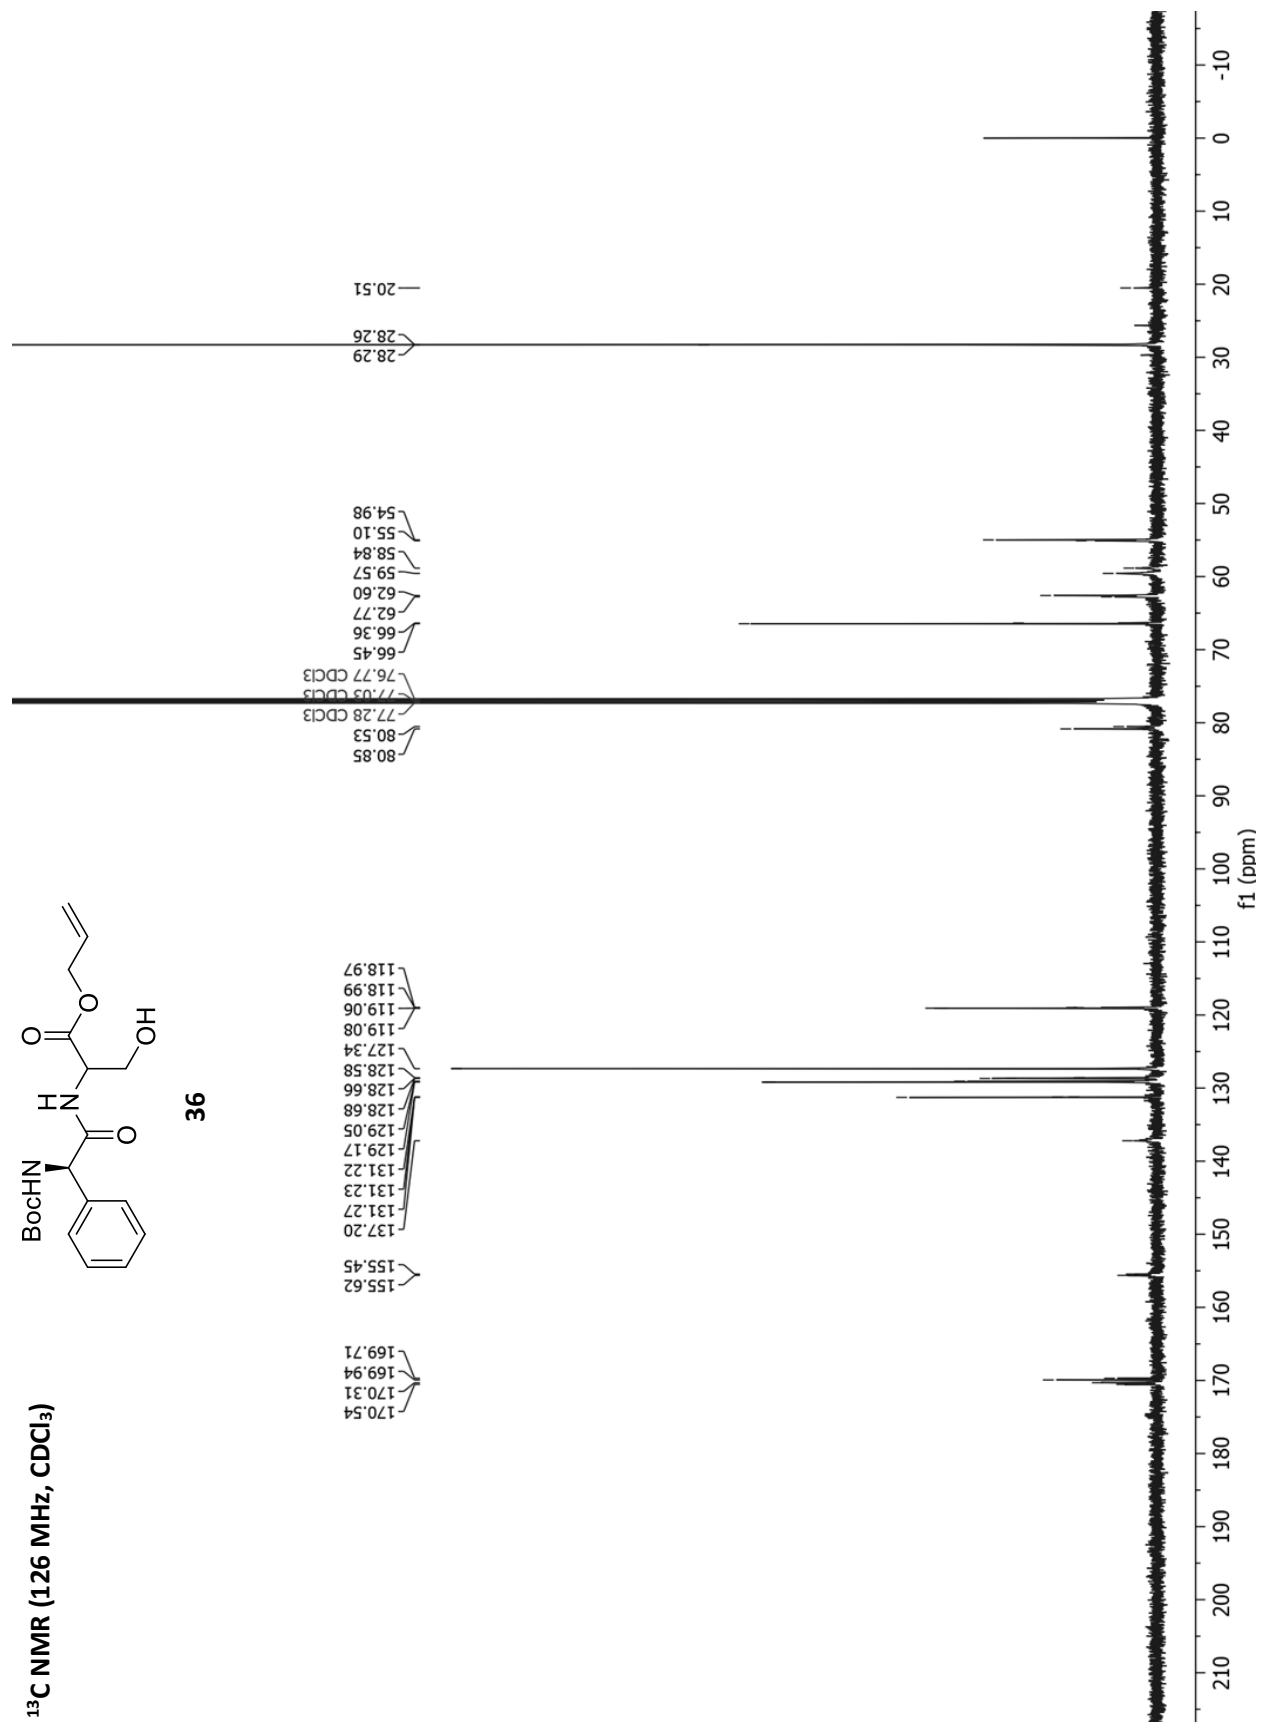 ¹³C NMR (126 MHz, CDCl₃)
BocHN
H
N
O
O
O
OH
36
170.54
170.31
169.94
169.71
155.62
155.45
137.20
131.27
131.23
131.22
129.17
129.05
128.68
128.66
128.58
127.34
119.08
119.06
118.99
118.97
80.85
80.53
77.28 CDCl3
77.03 CDCl3
76.77 CDCl3
66.45
66.36
62.77
62.60
59.57
58.84
55.10
54.98
28.29
28.26
20.51
210 200 190 180 170 160 150 140 130 120 110 100 90 80 70 60 50 40 30 20 10 0 -10
f1 (ppm)